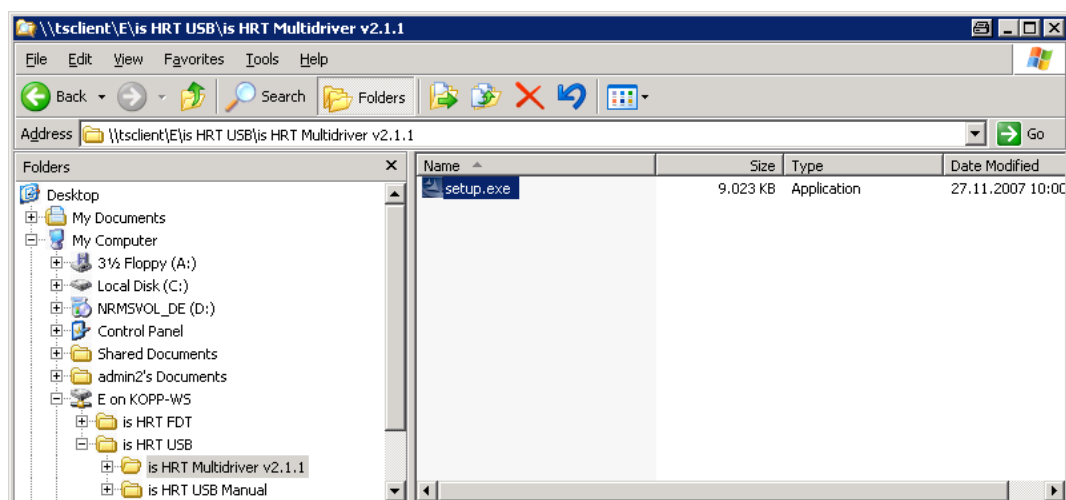 \\tsclient\E\is HRT USB\is HRT Multidriver v2.1.1
File Edit View Favorites Tools Help
Back Search Folders
Address \\tsclient\E\is HRT USB\is HRT Multidriver v2.1.1 Go
Folders x Name Size Type Date Modified
setup.exe 9.023 KB Application 27.11.2007 10:00
Desktop
My Documents
My Computer
3½ Floppy (A:)
Local Disk (C:)
NRMSVOL_DE (D:)
Control Panel
Shared Documents
admin2's Documents
E on KOPP-WS
is HRT FDT
is HRT USB
is HRT Multidriver v2.1.1
is HRT USB Manual